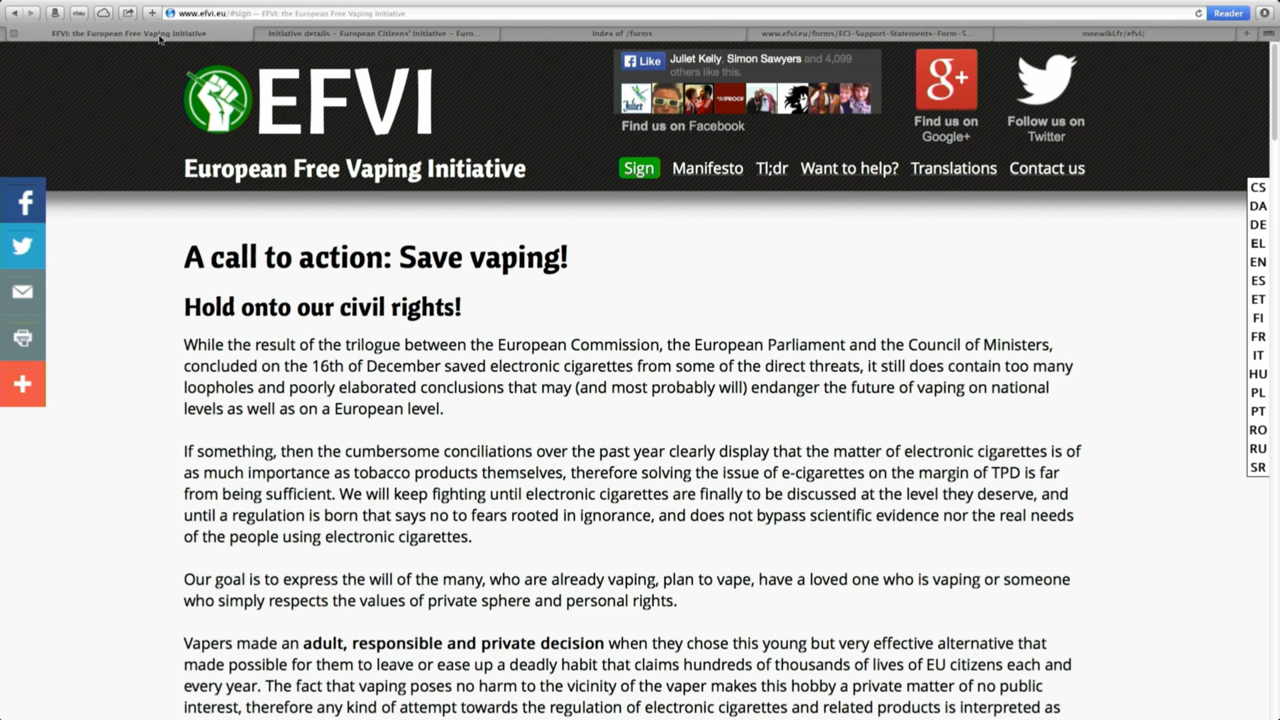 www.efvi.eu/#sign — EFVI: the European Free Vaping Initiative
Reader
EFVI: the European Free Vaping Initiative
Initiative details - European Citizens' Initiative - Euro...
Index of /forms
www.efvi.eu/forms/ECI-Support-Statements-Form-S...
monwiki.fr/efvi/
EFVI
European Free Vaping Initiative
Like
Juliet Kelly, Simon Sawyers and 4,099
others like this.
Find us on Facebook
g+
Find us on
Google+
Follow us on
Twitter
Sign Manifesto Tl;dr Want to help? Translations Contact us
CS
DA
DE
EL
EN
ES
ET
FI
FR
IT
HU
PL
PT
RO
RU
SR
A call to action: Save vaping!
Hold onto our civil rights!
While the result of the trilogue between the European Commission, the European Parliament and the Council of Ministers,
concluded on the 16th of December saved electronic cigarettes from some of the direct threats, it still does contain too many
loopholes and poorly elaborated conclusions that may (and most probably will) endanger the future of vaping on national
levels as well as on a European level.
If something, then the cumbersome conciliations over the past year clearly display that the matter of electronic cigarettes is of
as much importance as tobacco products themselves, therefore solving the issue of e-cigarettes on the margin of TPD is far
from being sufficient. We will keep fighting until electronic cigarettes are finally to be discussed at the level they deserve, and
until a regulation is born that says no to fears rooted in ignorance, and does not bypass scientific evidence nor the real needs
of the people using electronic cigarettes.
Our goal is to express the will of the many, who are already vaping, plan to vape, have a loved one who is vaping or someone
who simply respects the values of private sphere and personal rights.
Vapers made an adult, responsible and private decision when they chose this young but very effective alternative that
made possible for them to leave or ease up a deadly habit that claims hundreds of thousands of lives of EU citizens each and
every year. The fact that vaping poses no harm to the vicinity of the vaper makes this hobby a private matter of no public
interest, therefore any kind of attempt towards the regulation of electronic cigarettes and related products is interpreted as